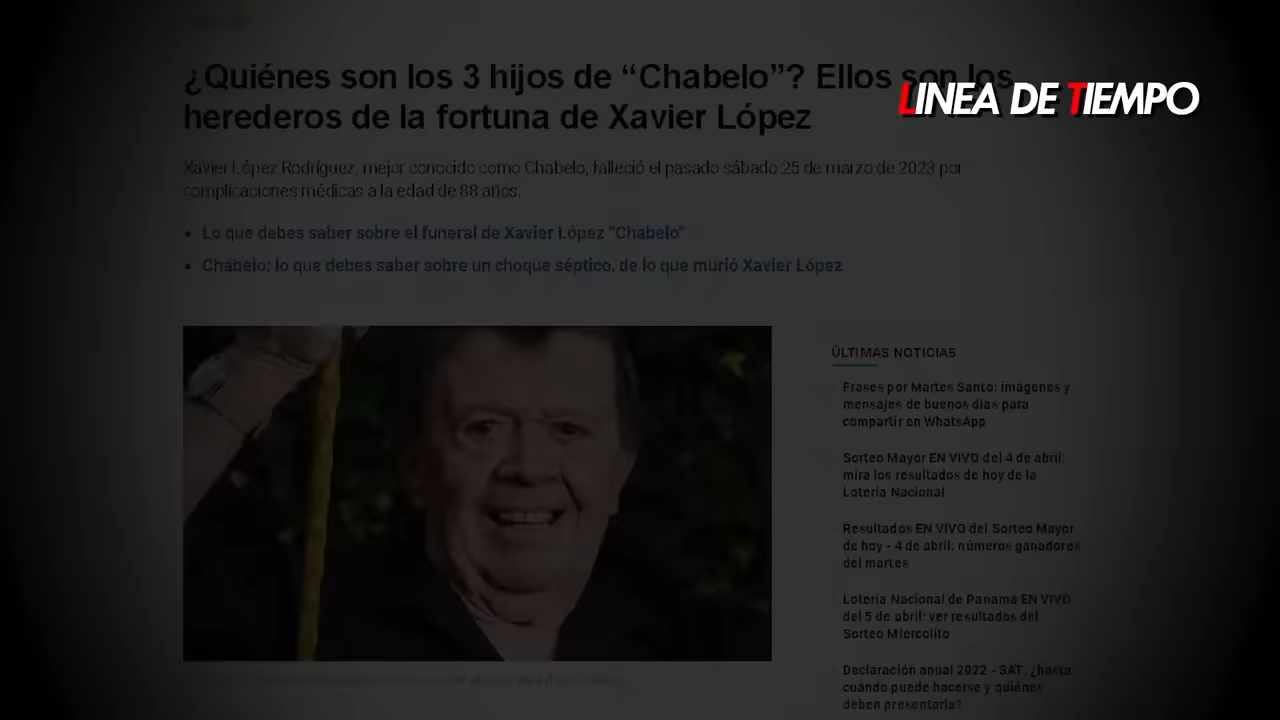 ¿Quiénes son los 3 hijos de “Chabelo”? Ellos son los
herederos de la fortuna de Xavier López
LINEA DE TIEMPO
Xavier López Rodríguez, mejor conocido como Chabelo, falleció el pasado sábado 25 de marzo de 2023 por
complicaciones médicas a la edad de 88 años.
Lo que debes saber sobre el funeral de Xavier López "Chabelo"
Chabelo: lo que debes saber sobre un choque séptico, de lo que murió Xavier López
ÚLTIMAS NOTICIAS
Frases por Martes Santo: imágenes y
mensajes de buenos días para
compartir en WhatsApp
Sorteo Mayor EN VIVO del 4 de abril:
mira los resultados de hoy de la
Lotería Nacional
Resultados EN VIVO del Sorteo Mayor
de hoy - 4 de abril: números ganadores
del martes
Lotería Nacional de Panamá EN VIVO
del 5 de abril: ver resultados del
Sorteo Miercolito
Declaración anual 2022 - SAT, ¿hasta
cuándo puede hacerse y quiénes
deben presentarla?